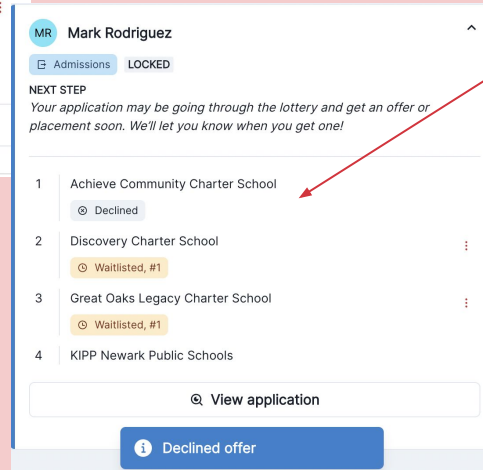 MR Mark Rodriguez
Admissions LOCKED
NEXT STEP
Your application may be going through the lottery and get an offer or
placement soon. We'll let you know when you get one!
1 Achieve Community Charter School
Declined
2 Discovery Charter School
Waitlisted, #1
3 Great Oaks Legacy Charter School
Waitlisted, #1
4 KIPP Newark Public Schools
View application
Declined offer